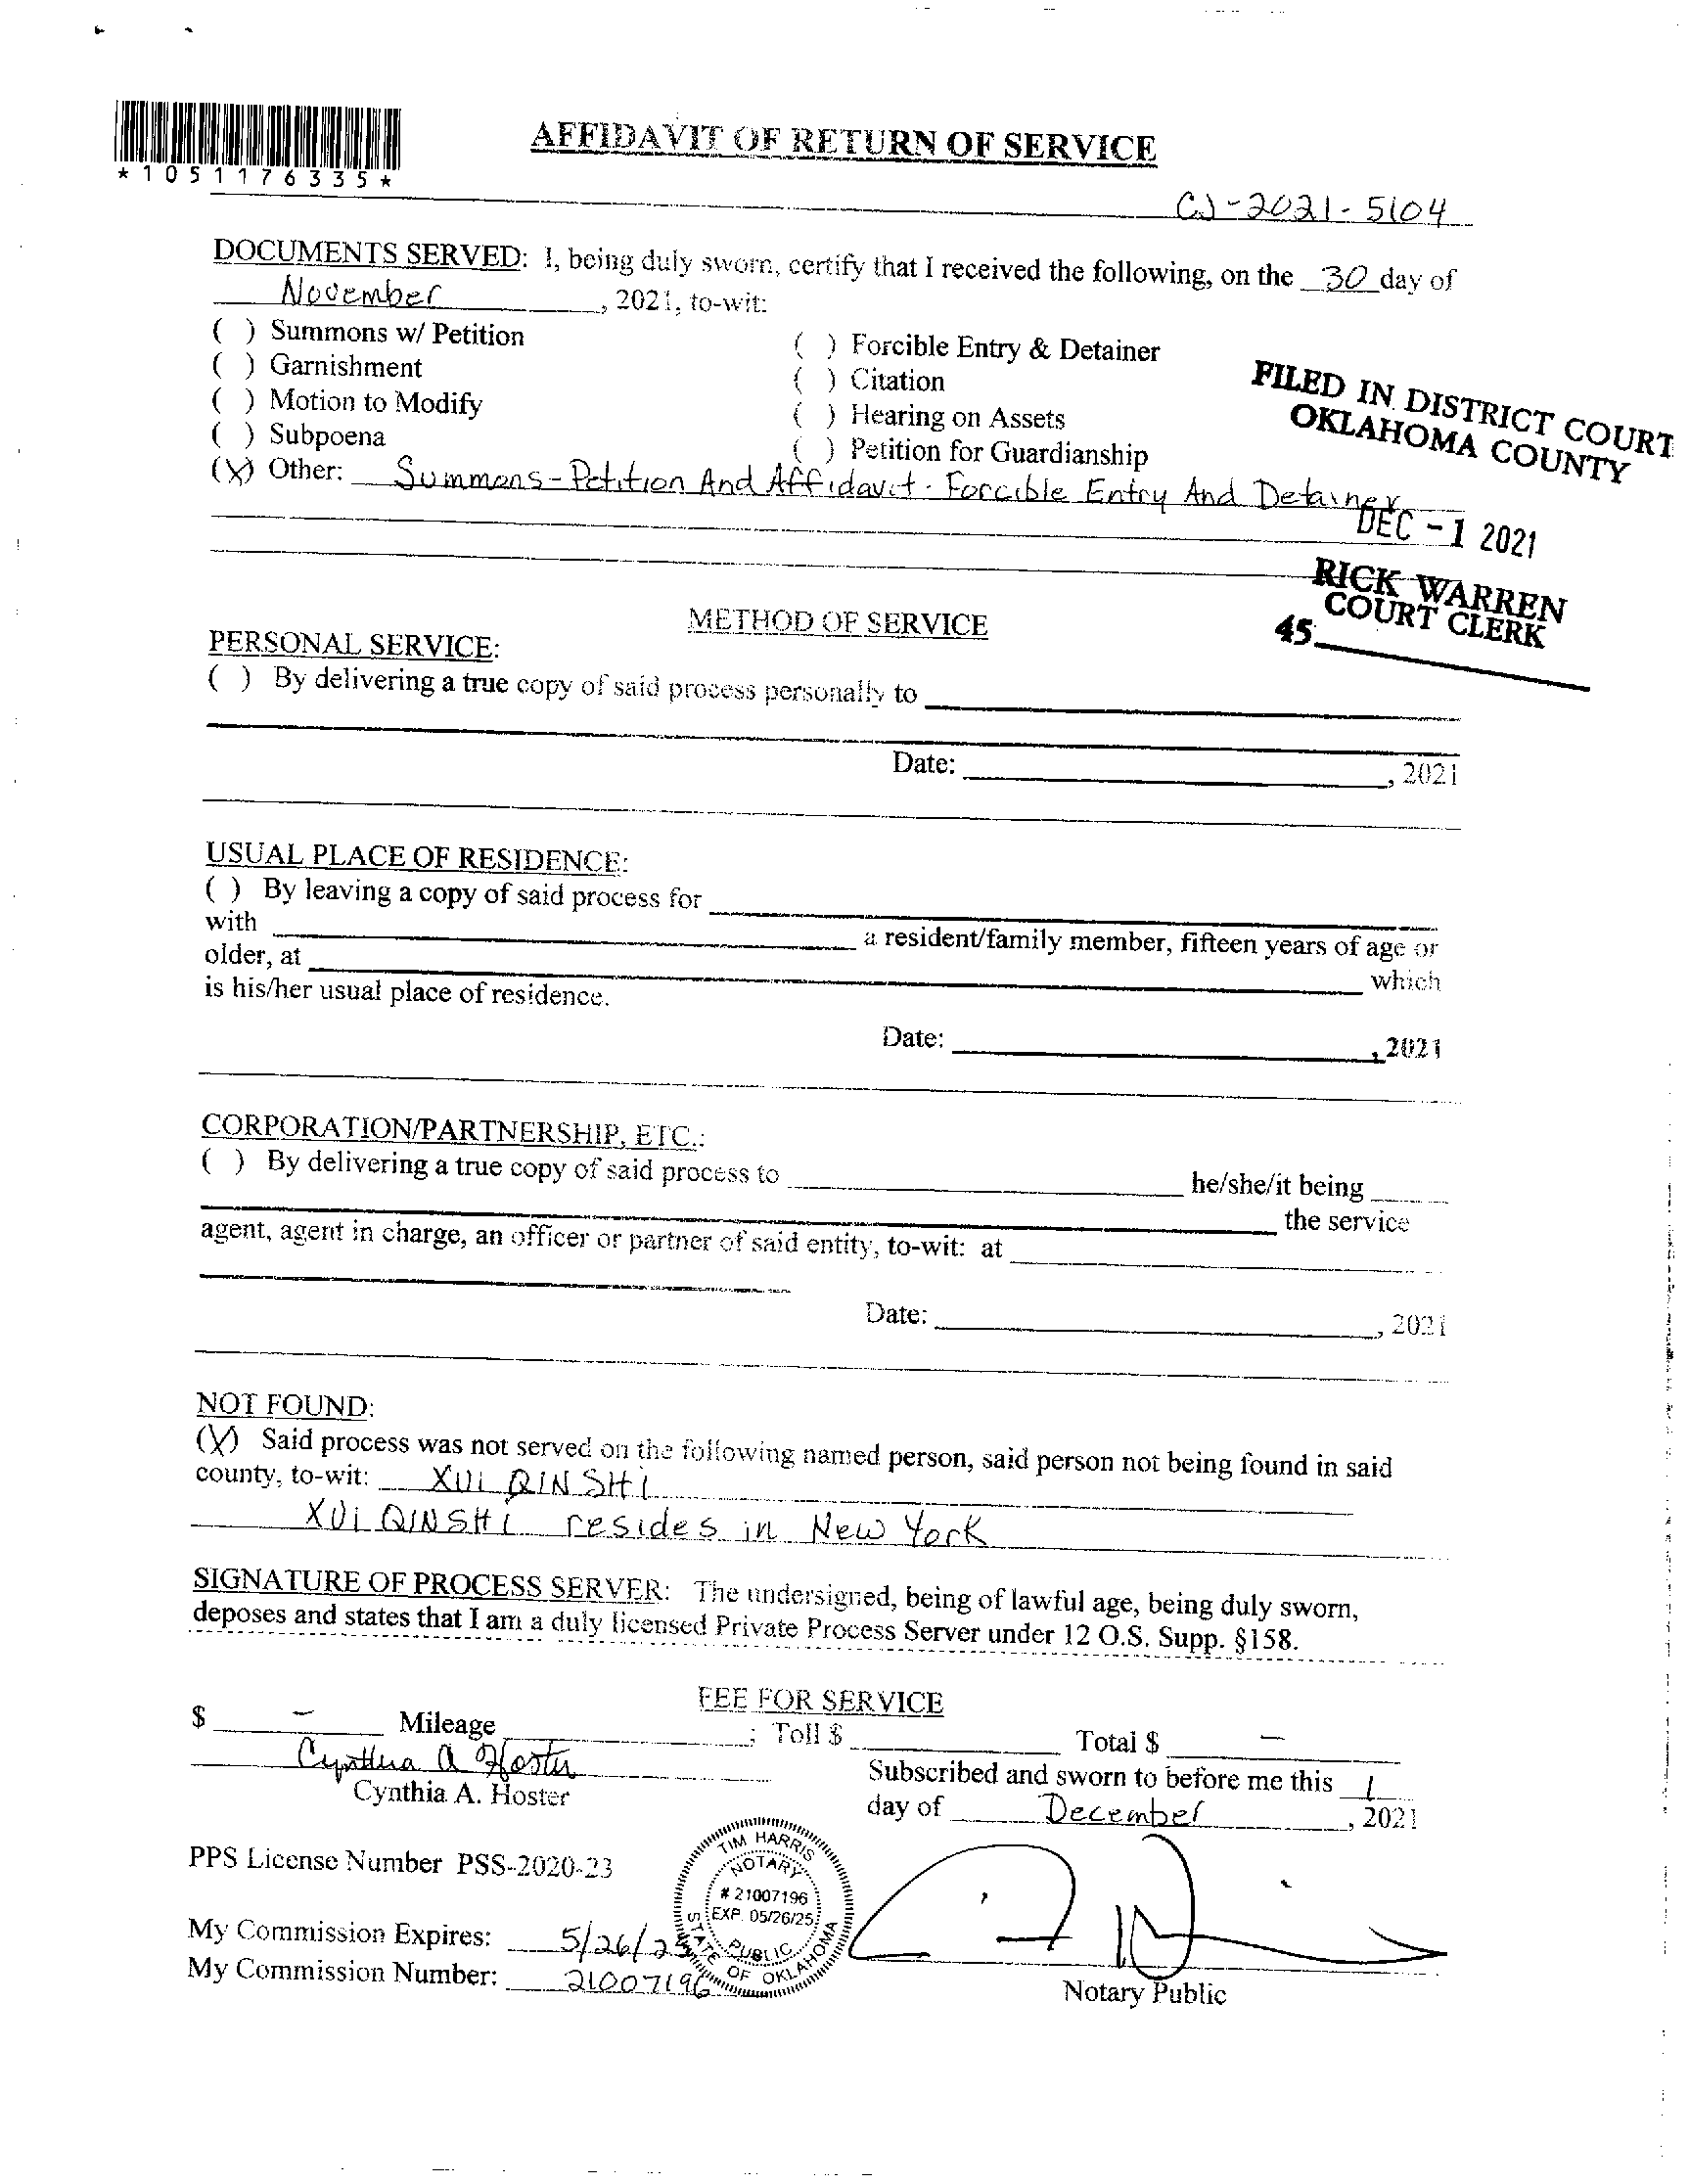 AFFIDAVIT OF RETURN OF SERVICE
*1051176335*
CJ-2021-5104
DOCUMENTS SERVED: I, being duly sworn, certify that I received the following, on the 30 day of
November, 2021, to-wit:
( ) Summons w/ Petition
( ) Forcible Entry & Detainer
( ) Garnishment
( ) Citation
( ) Motion to Modify
( ) Hearing on Assets
( ) Subpoena
( ) Petition for Guardianship
(X) Other: Summons-Petition And Affidavit-Forcible Entry And Detainer
FILED IN DISTRICT COURT
OKLAHOMA COUNTY
DEC -1 2021
RICK WARREN
COURT CLERK
45
METHOD OF SERVICE
PERSONAL SERVICE:
( ) By delivering a true copy of said process personally to
Date: , 2021
USUAL PLACE OF RESIDENCE:
( ) By leaving a copy of said process for
with a resident/family member, fifteen years of age or
older, at which
is his/her usual place of residence.
Date: , 2021
CORPORATION/PARTNERSHIP, ETC.:
( ) By delivering a true copy of said process to he/she/it being
the service
agent, agent in charge, an officer or partner of said entity, to-wit: at
Date: , 2021
NOT FOUND:
(X) Said process was not served on the following named person, said person not being found in said
county, to-wit: XUI QIN SHI
XUi QINSHI resides in New York
SIGNATURE OF PROCESS SERVER: The undersigned, being of lawful age, being duly sworn,
deposes and states that I am a duly licensed Private Process Server under 12 O.S. Supp. §158.
FEE FOR SERVICE
$ - Mileage ; Toll $ Total $ -
Cynthia A Hoster
Cynthia A. Hoster
Subscribed and sworn to before me this 1
day of December, 2021
PPS License Number PSS-2020-23
TIM HARRIS
NOTARY
# 21007196
EXP. 05/26/25
PUBLIC
STATE OF OKLAHOMA
My Commission Expires: 5/26/25
My Commission Number: 21007196
Notary Public